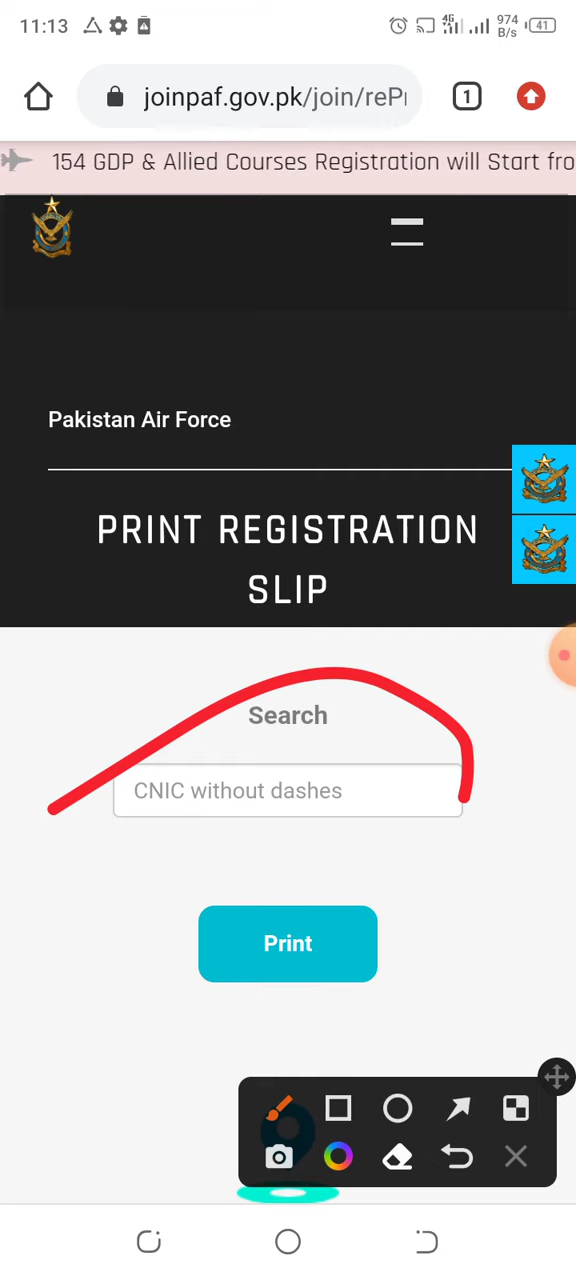 11:13
4G
974
B/s
41
joinpaf.gov.pk/join/rePr
1
154 GDP & Allied Courses Registration will Start fro
Pakistan Air Force
PRINT REGISTRATION
SLIP
Search
CNIC without dashes
Print